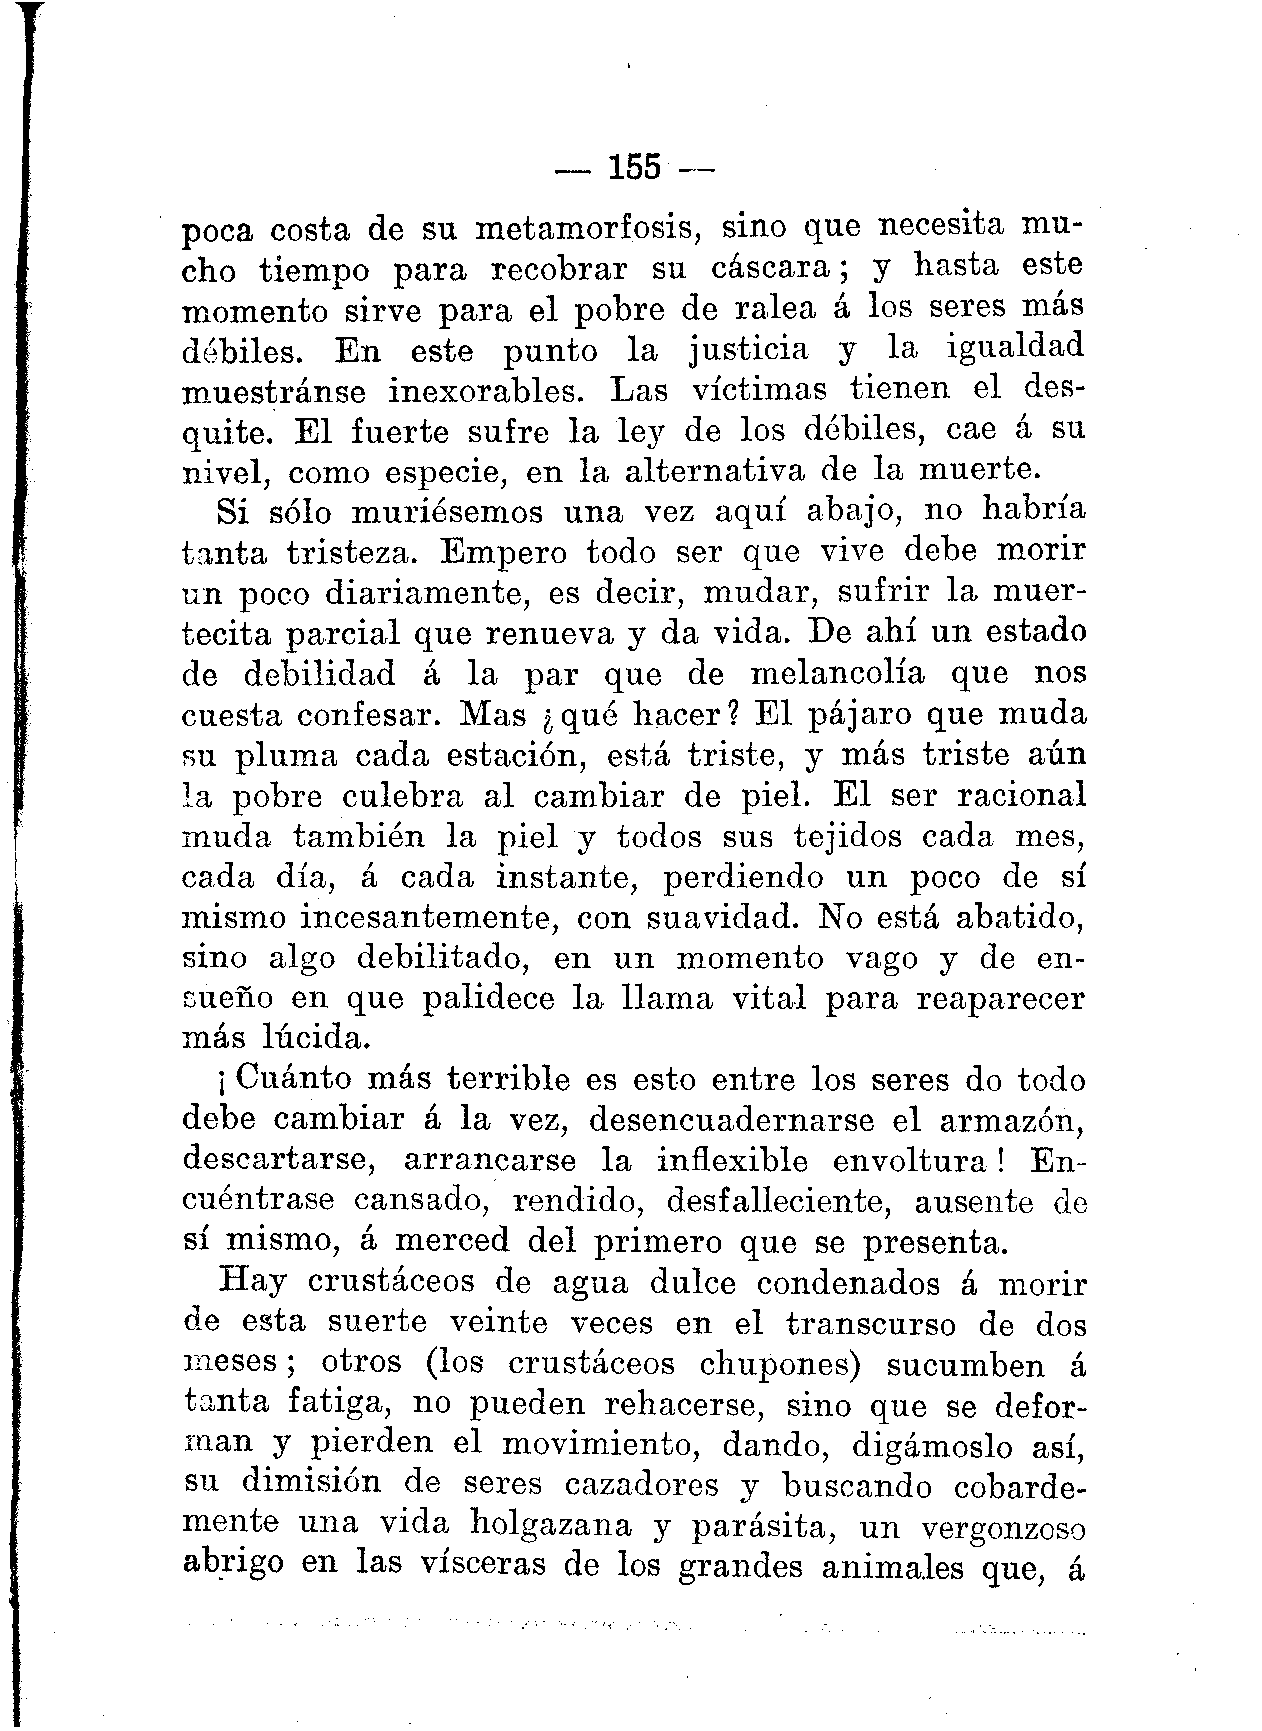 — 155 —
poca costa de su metamorfosis, sino que necesita mu-
cho tiempo para recobrar su cáscara ; y hasta este
momento sirve para el pobre de ralea á los seres más
débiles. En este punto la justicia y la igualdad
muestránse inexorables. Las víctimas tienen el des-
quite. El fuerte sufre la ley de los débiles, cae á su
nivel, como especie, en la alternativa de la muerte.
Si sólo muriésemos una vez aquí abajo, no habría
tanta tristeza. Empero todo ser que vive debe morir
un poco diariamente, es decir, mudar, sufrir la muer-
tecita parcial que renueva y da vida. De ahí un estado
de debilidad á la par que de melancolía que nos
cuesta confesar. Mas ¿ qué hacer? El pájaro que muda
su pluma cada estación, está triste, y más triste aún
la pobre culebra al cambiar de piel. El ser racional
muda también la piel y todos sus tejidos cada mes,
cada día, á cada instante, perdiendo un poco de sí
mismo incesantemente, con suavidad. No está abatido,
sino algo debilitado, en un momento vago y de en-
sueño en que palidece la llama vital para reaparecer
más lúcida.
¡ Cuánto más terrible es esto entre los seres do todo
debe cambiar á la vez, desencuadernarse el armazón,
descartarse, arrancarse la inflexible envoltura ! En-
cuéntrase cansado, rendido, desfalleciente, ausente de
sí mismo, á merced del primero que se presenta.
Hay crustáceos de agua dulce condenados á morir
de esta suerte veinte veces en el transcurso de dos
meses ; otros (los crustáceos chupones) sucumben á
tanta fatiga, no pueden rehacerse, sino que se defor-
man y pierden el movimiento, dando, digámoslo así,
su dimisión de seres cazadores y buscando cobarde-
mente una vida holgazana y parásita, un vergonzoso
abrigo en las vísceras de los grandes animales que, á